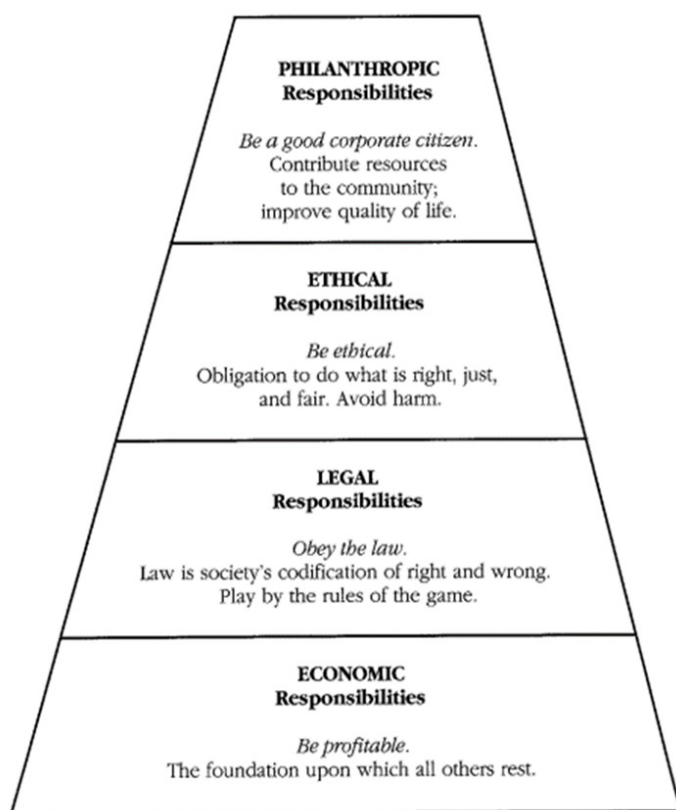 PHILANTHROPIC
Responsibilities
Be a good corporate citizen.
Contribute resources
to the community;
improve quality of life.
ETHICAL
Responsibilities
Be ethical.
Obligation to do what is right, just,
and fair. Avoid harm.
LEGAL
Responsibilities
Obey the law.
Law is society's codification of right and wrong.
Play by the rules of the game.
ECONOMIC
Responsibilities
Be profitable.
The foundation upon which all others rest.